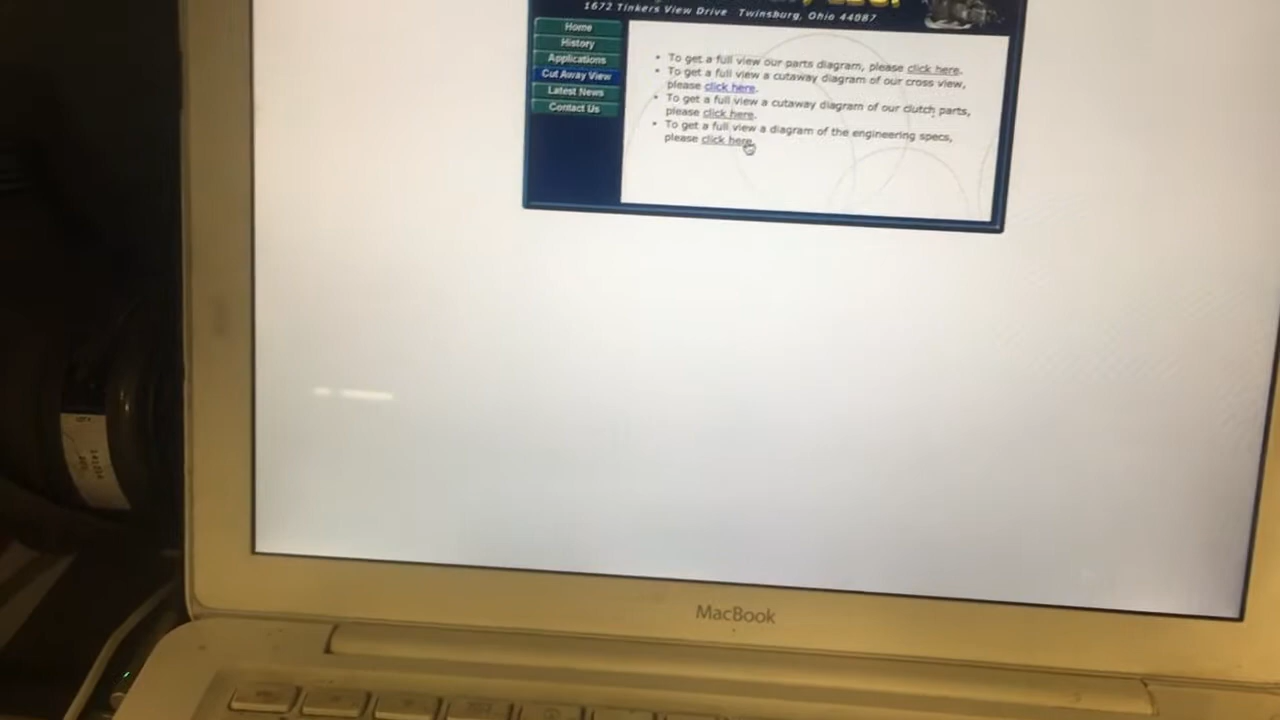 1672 Tinkers View Drive Twinsburg, Ohio 44087
Home
History
Applications
Cut Away View
Latest News
Contact Us
• To get a full view our parts diagram, please click here.
• To get a full view a cutaway diagram of our cross view,
please click here.
• To get a full view a cutaway diagram of our clutch parts,
please click here.
• To get a full view a diagram of the engineering specs,
please click here.
MacBook